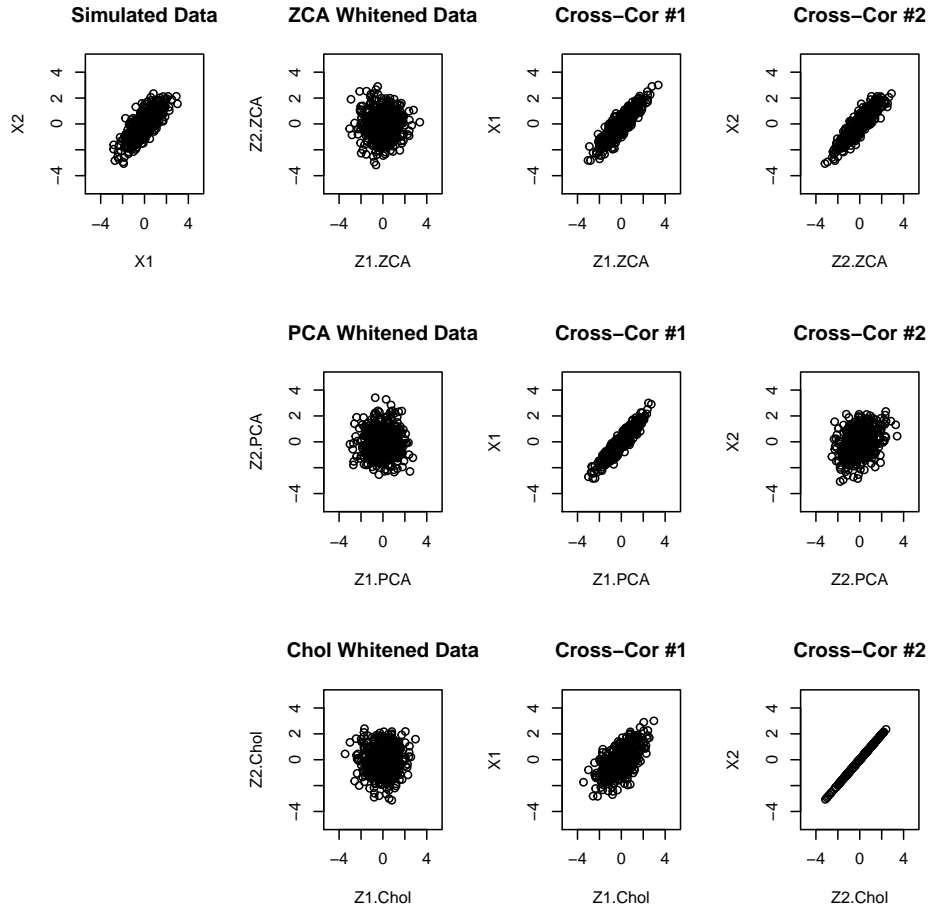 Simulated Data
ZCA Whitened Data
Cross−Cor #1
Cross−Cor #2
X2
−4 0 2 4
−4 0 4
X1
Z2.ZCA
−4 0 2 4
−4 0 4
Z1.ZCA
X1
−4 0 2 4
−4 0 4
Z1.ZCA
X2
−4 0 2 4
−4 0 4
Z2.ZCA
PCA Whitened Data
Cross−Cor #1
Cross−Cor #2
Z2.PCA
−4 0 2 4
−4 0 4
Z1.PCA
X1
−4 0 2 4
−4 0 4
Z1.PCA
X2
−4 0 2 4
−4 0 4
Z2.PCA
Chol Whitened Data
Cross−Cor #1
Cross−Cor #2
Z2.Chol
−4 0 2 4
−4 0 4
Z1.Chol
X1
−4 0 2 4
−4 0 4
Z1.Chol
X2
−4 0 2 4
−4 0 4
Z2.Chol